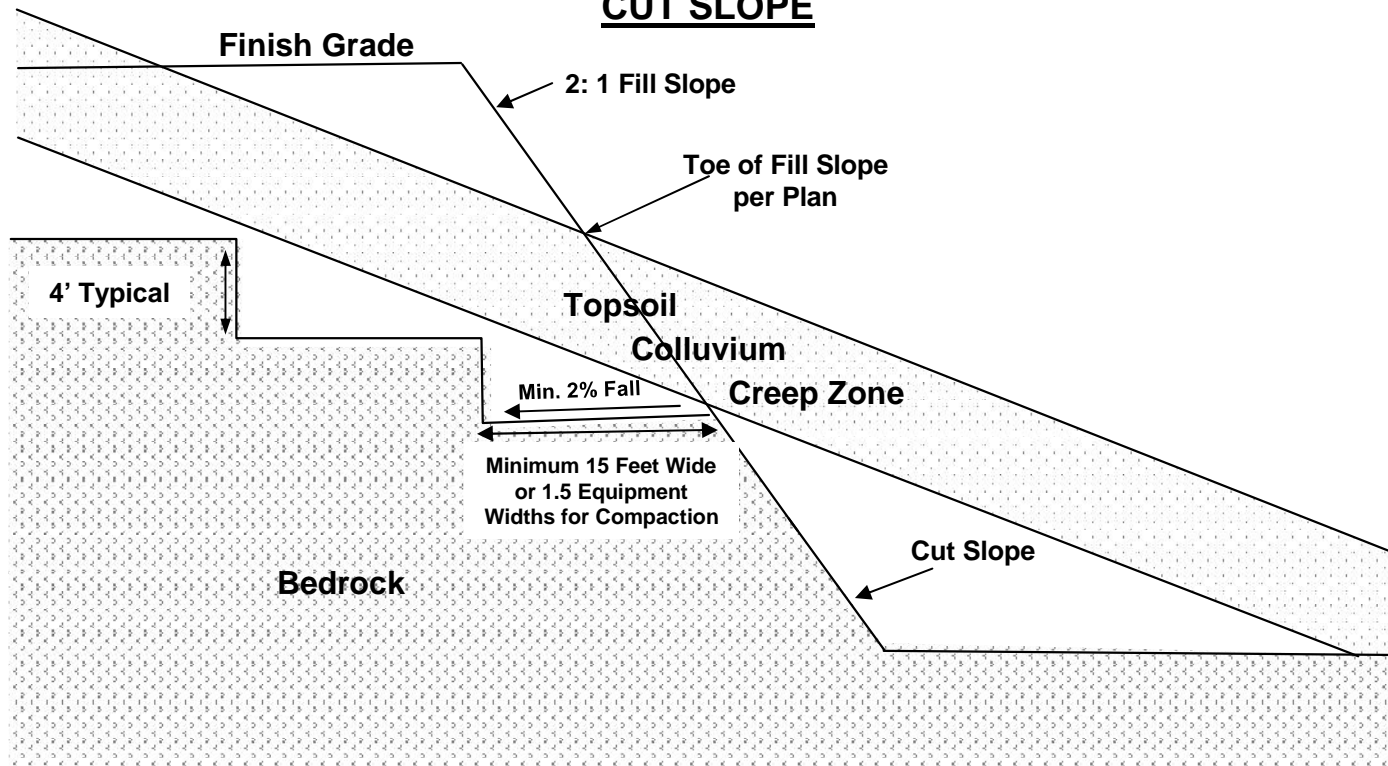 CUT SLOPE
Finish Grade
2: 1 Fill Slope
Toe of Fill Slope
per Plan
4’ Typical
Topsoil
Colluvium
Creep Zone
Min. 2% Fall
Minimum 15 Feet Wide
or 1.5 Equipment
Widths for Compaction
Cut Slope
Bedrock